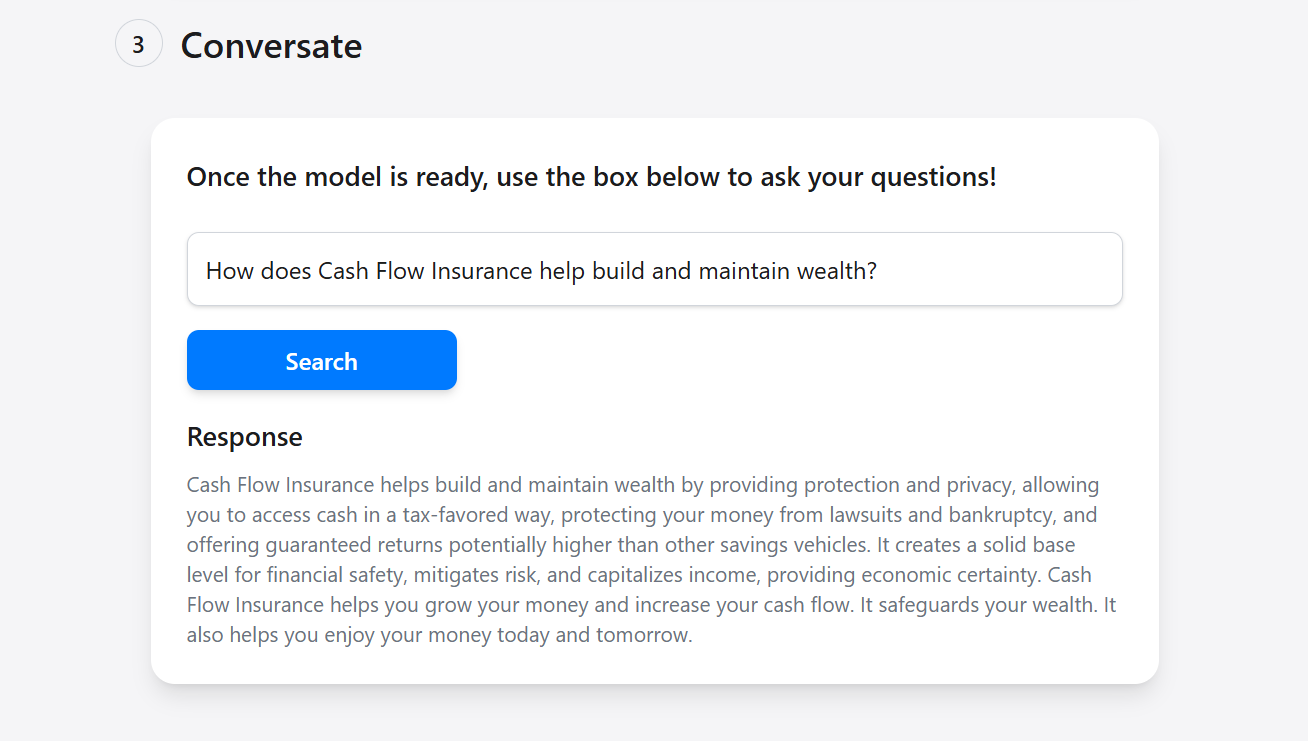 3
Conversate
Once the model is ready, use the box below to ask your questions!
How does Cash Flow Insurance help build and maintain wealth?
Search
Response
Cash Flow Insurance helps build and maintain wealth by providing protection and privacy, allowing
you to access cash in a tax-favored way, protecting your money from lawsuits and bankruptcy, and
offering guaranteed returns potentially higher than other savings vehicles. It creates a solid base
level for financial safety, mitigates risk, and capitalizes income, providing economic certainty. Cash
Flow Insurance helps you grow your money and increase your cash flow. It safeguards your wealth. It
also helps you enjoy your money today and tomorrow.